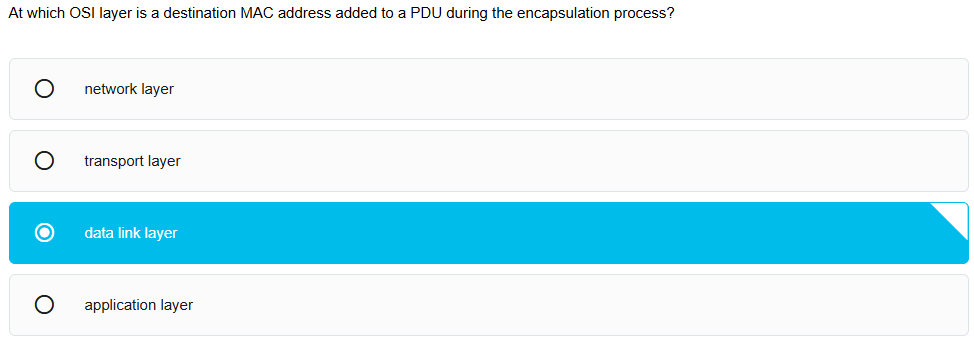 At which OSI layer is a destination MAC address added to a PDU during the encapsulation process?
network layer
transport layer
data link layer
application layer